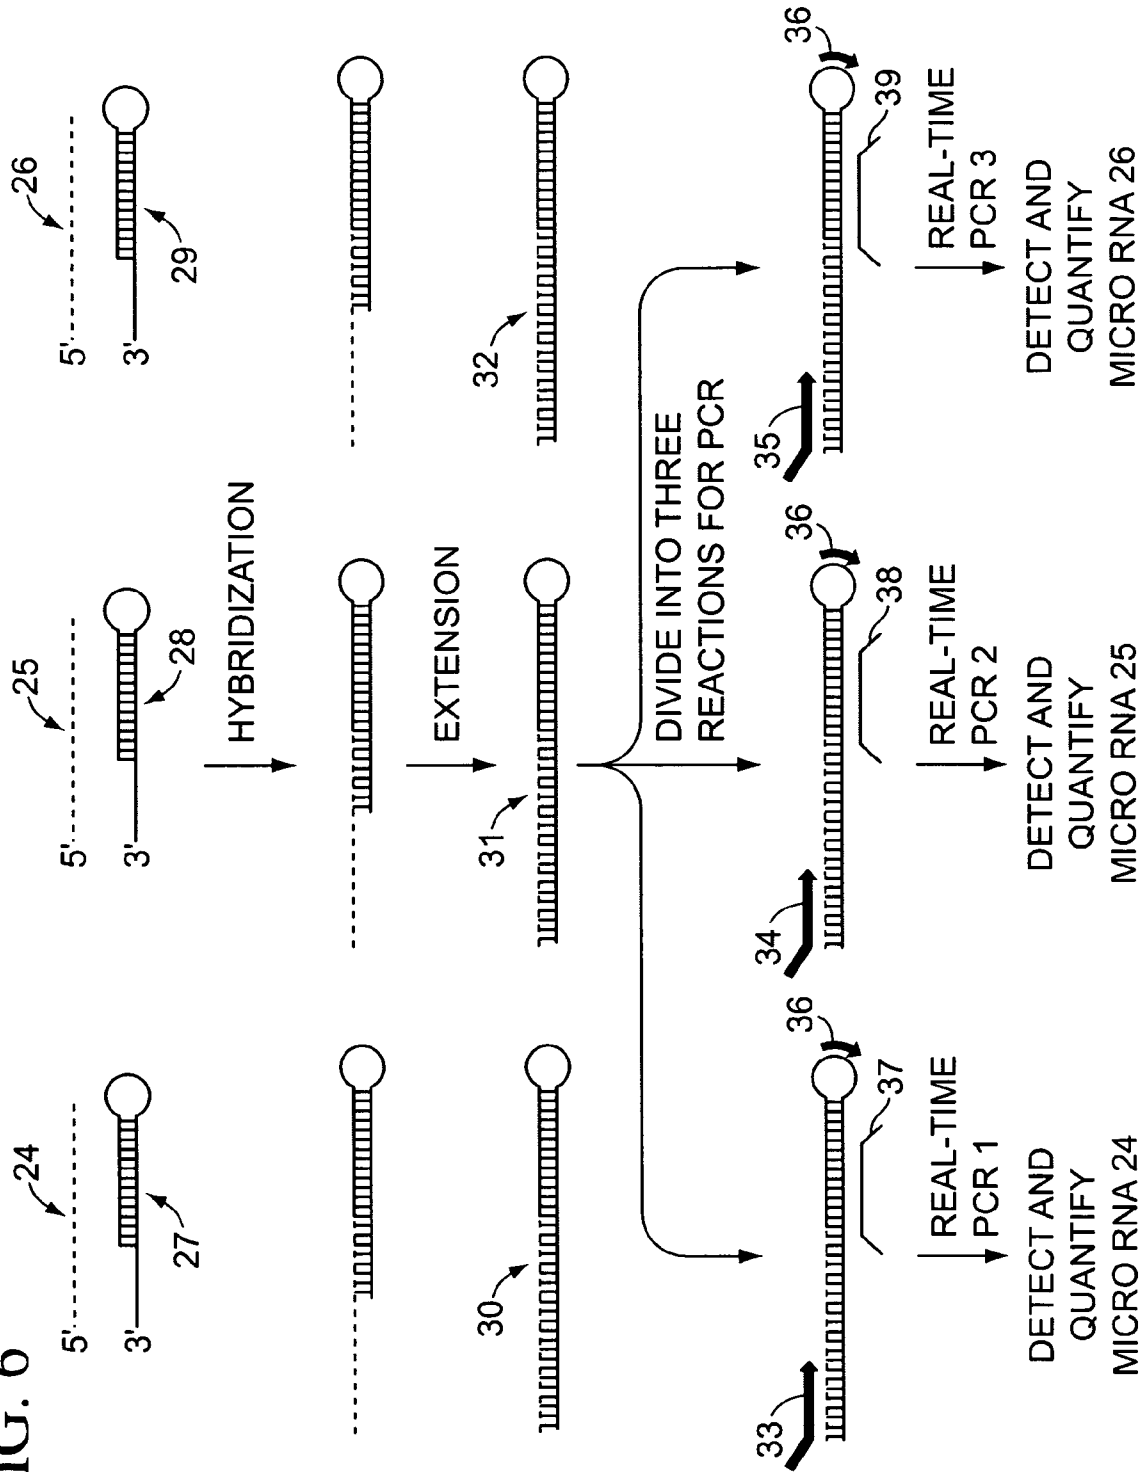 IG. 6
24
25
26
5'
5'
5'
3'
3'
3'
27
28
29
HYBRIDIZATION
EXTENSION
30
31
32
DIVIDE INTO THREE
REACTIONS FOR PCR
33
36
34
36
35
36
37
38
39
REAL-TIME
PCR 1
REAL-TIME
PCR 2
REAL-TIME
PCR 3
DETECT AND
QUANTIFY
MICRO RNA 24
DETECT AND
QUANTIFY
MICRO RNA 25
DETECT AND
QUANTIFY
MICRO RNA 26